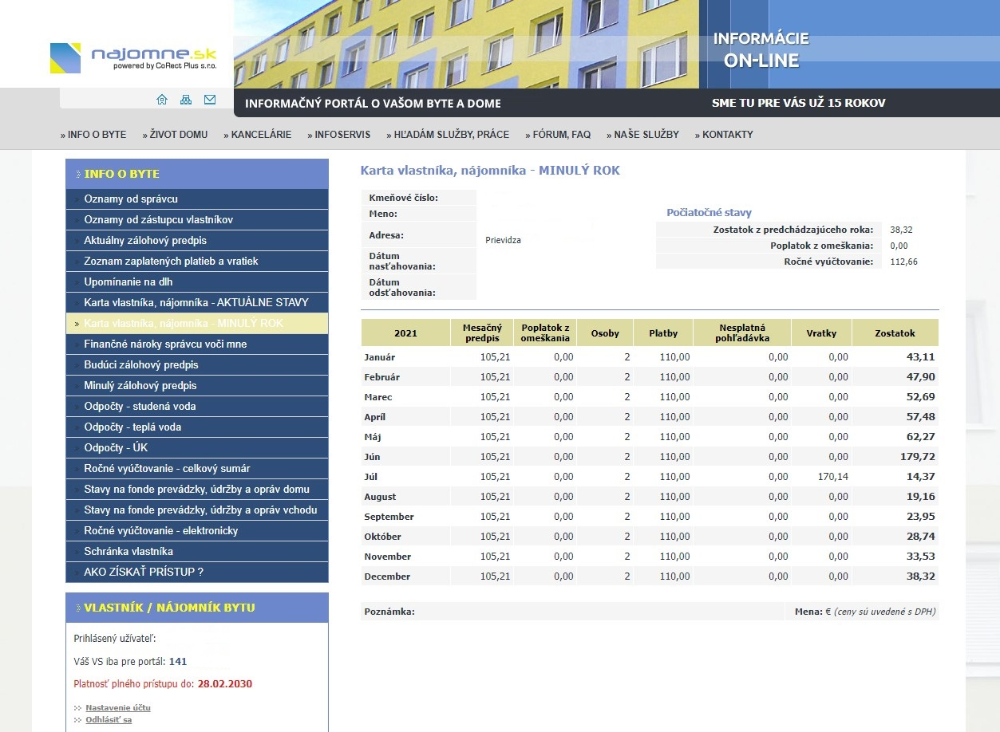 najomne.sk
powered by CoRect Plus s.r.o.
INFORMÁCIE
ON-LINE
INFORMAČNÝ PORTÁL O VAŠOM BYTE A DOME
SME TU PRE VÁS UŽ 15 ROKOV
» INFO O BYTE » ŽIVOT DOMU » KANCELÁRIE » INFOSERVIS » HĽADÁM SLUŽBY, PRÁCE » FÓRUM, FAQ » NAŠE SLUŽBY » KONTAKTY
INFO O BYTE
Oznamy od správcu
Oznamy od zástupcu vlastníkov
Aktuálny zálohový predpis
Zoznam zaplatených platieb a vratiek
Upomínanie na dlh
Karta vlastníka, nájomníka - AKTUÁLNE STAVY
» Karta vlastníka, nájomníka - MINULÝ ROK
Finančné nároky správcu voči mne
Budúci zálohový predpis
Minulý zálohový predpis
Odpočty - studená voda
Odpočty - teplá voda
Odpočty - ÚK
Ročné vyúčtovanie - celkový sumár
Stavy na fonde prevádzky, údržby a opráv domu
Stavy na fonde prevádzky, údržby a opráv vchodu
Ročné vyúčtovanie - elektronicky
Schránka vlastníka
AKO ZÍSKAŤ PRÍSTUP ?
VLASTNÍK / NÁJOMNÍK BYTU
Prihlásený užívateľ:
Váš VS iba pre portál: 141
Platnosť plného prístupu do: 28.02.2030
Nastavenie účtu
Odhlásiť sa
Karta vlastníka, nájomníka - MINULÝ ROK
Kmeňové číslo:
Meno:
Adresa: Prievidza
Dátum
nasťahovania:
Dátum
odsťahovania:
Počiatočné stavy
Zostatok z predchádzajúceho roka: 38,32
Poplatok z omeškania: 0,00
Ročné vyúčtovanie: 112,66
2021 Mesačný predpis Poplatok z omeškania Osoby Platby Nesplatná pohľadávka Vratky Zostatok
Január 105,21 0,00 2 110,00 0,00 0,00 43,11
Február 105,21 0,00 2 110,00 0,00 0,00 47,90
Marec 105,21 0,00 2 110,00 0,00 0,00 52,69
Apríl 105,21 0,00 2 110,00 0,00 0,00 57,48
Máj 105,21 0,00 2 110,00 0,00 0,00 62,27
Jún 105,21 0,00 2 110,00 0,00 0,00 179,72
Júl 105,21 0,00 2 110,00 0,00 170,14 14,37
August 105,21 0,00 2 110,00 0,00 0,00 19,16
September 105,21 0,00 2 110,00 0,00 0,00 23,95
Október 105,21 0,00 2 110,00 0,00 0,00 28,74
November 105,21 0,00 2 110,00 0,00 0,00 33,53
December 105,21 0,00 2 110,00 0,00 0,00 38,32
Poznámka: Mena: € (ceny sú uvedené s DPH)